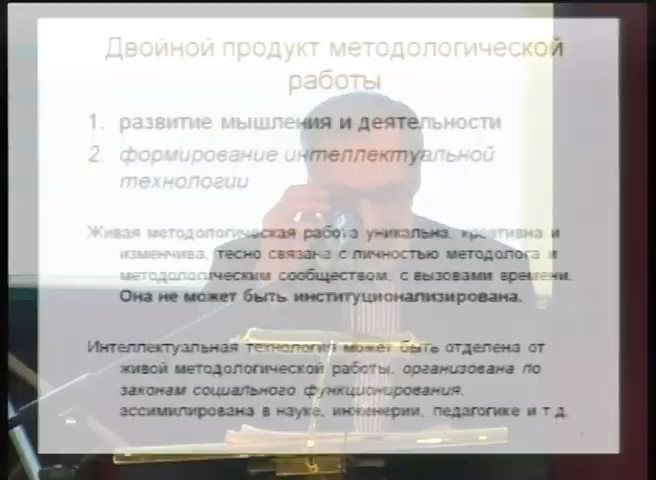 Двойной продукт методологической
работы
1. развитие мышления и деятельности
2. формирование интеллектуальной
технологии
Живая методологическая работа уникальна, креативна и
изменчива, тесно связана с личностью методолога и
методологическим сообществом, с вызовами времени.
Она не может быть институционализирована.
Интеллектуальная технология может быть отделена от
живой методологической работы, организована по
законам социального функционирования,
ассимилирована в науке, инженерии, педагогике и т.д.